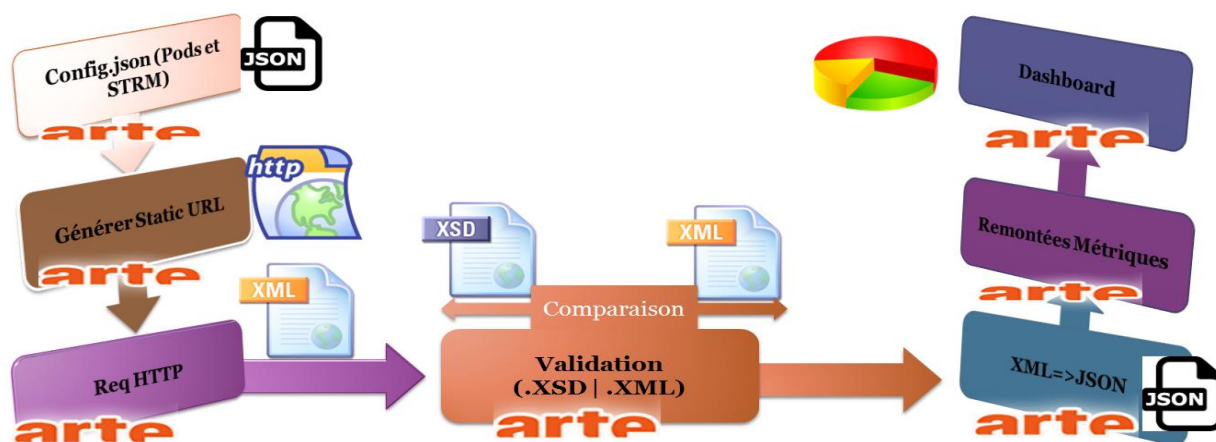 Config.json (Pods et
STRM)
JSON
arte
Générer Static URL
http
arte
Req HTTP
XML
arte
XSD
XML
Comparaison
Validation
(.XSD | .XML)
arte
Dashboard
arte
Remontées Métriques
arte
XML=>JSON
JSON
arte